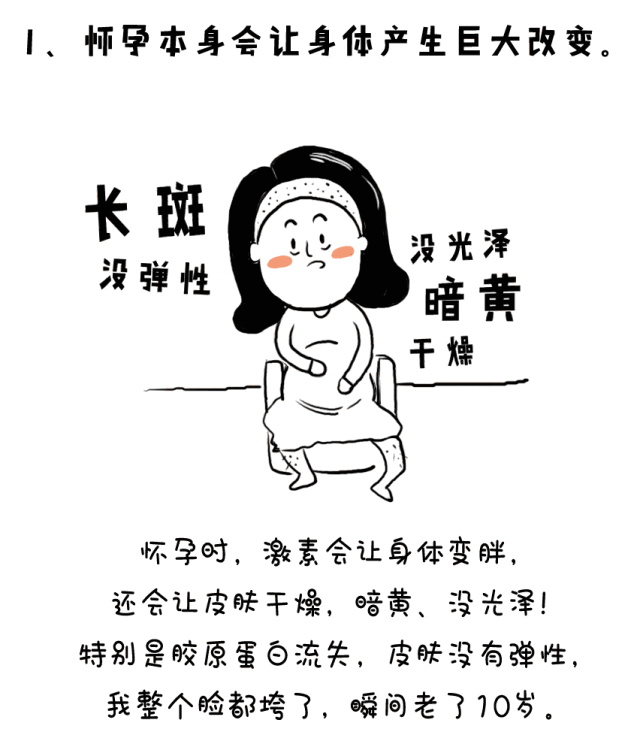 1、怀孕本身会让身体产生巨大改变。
长斑
没弹性
没光泽
暗黄
干燥
怀孕时，激素会让身体变胖，
还会让皮肤干燥，暗黄、没光泽！
特别是胶原蛋白流失，皮肤没有弹性，
我整个脸都垮了，瞬间老了10岁。